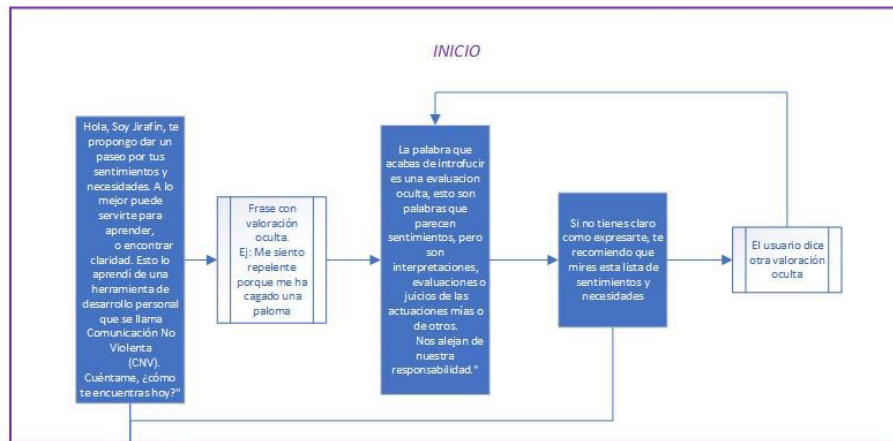 INICIO
Hola, Soy Jirafín, te
propongo dar un
paseo por tus
sentimientos y
necesidades. A lo
mejor puede
servirte para
aprender,
o encontrar
claridad. Esto lo
aprendí de una
herramienta de
desarrollo personal
que se llama
Comunicación No
Violenta
(CNV).
Cuéntame, ¿cómo
te encuentras hoy?"
Frase con
valoración
oculta.
Ej: Me siento
repelente
porque me ha
cagado una
paloma
La palabra que
acabas de introfucir
es una evaluacion
oculta, esto son
palabras que
parecen
sentimientos, pero
son
interpretaciones,
evaluaciones o
juicios de las
actuaciones mías o
de otros.
Nos alejan de
nuestra
responsabilidad."
Si no tienes claro
como expresarte, te
recomiendo que
mires esta lista de
sentimientos y
necesidades
El usuario dice
otra valoración
oculta